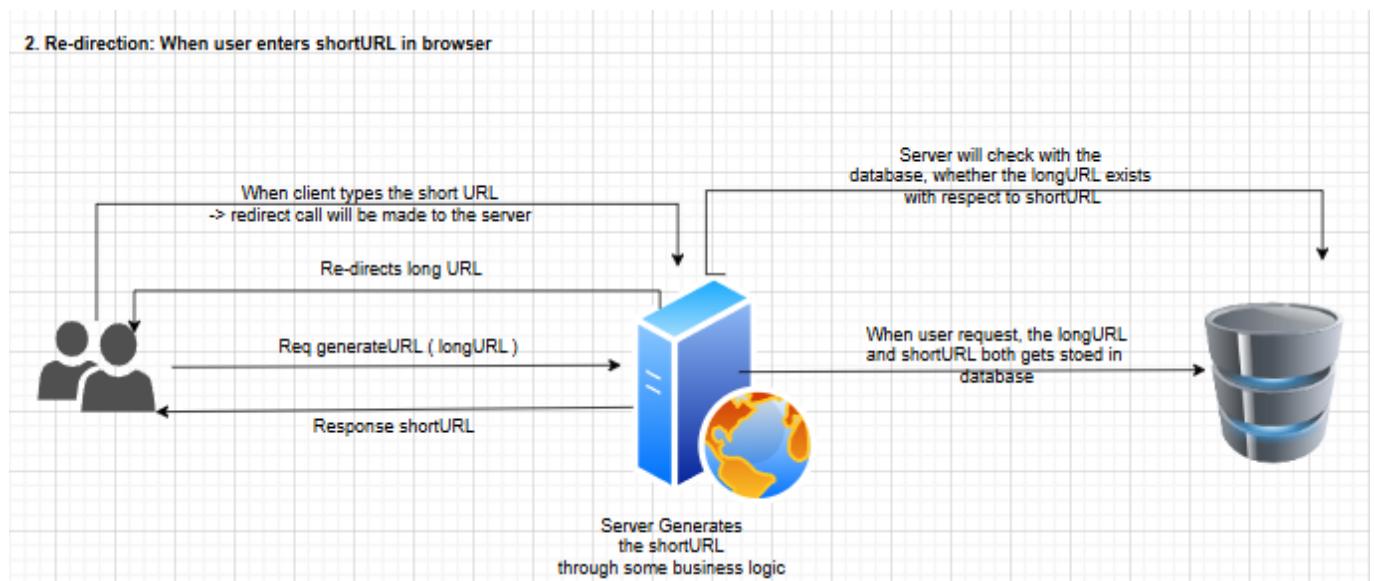 2. Re-direction: When user enters shortURL in browser
When client types the short URL
-> redirect call will be made to the server
Server will check with the
database, whether the longURL exists
with respect to shortURL
Re-directs long URL
Req generateURL ( longURL )
When user request, the longURL
and shortURL both gets stoed in
database
Response shortURL
Server Generates
the shortURL
through some business logic